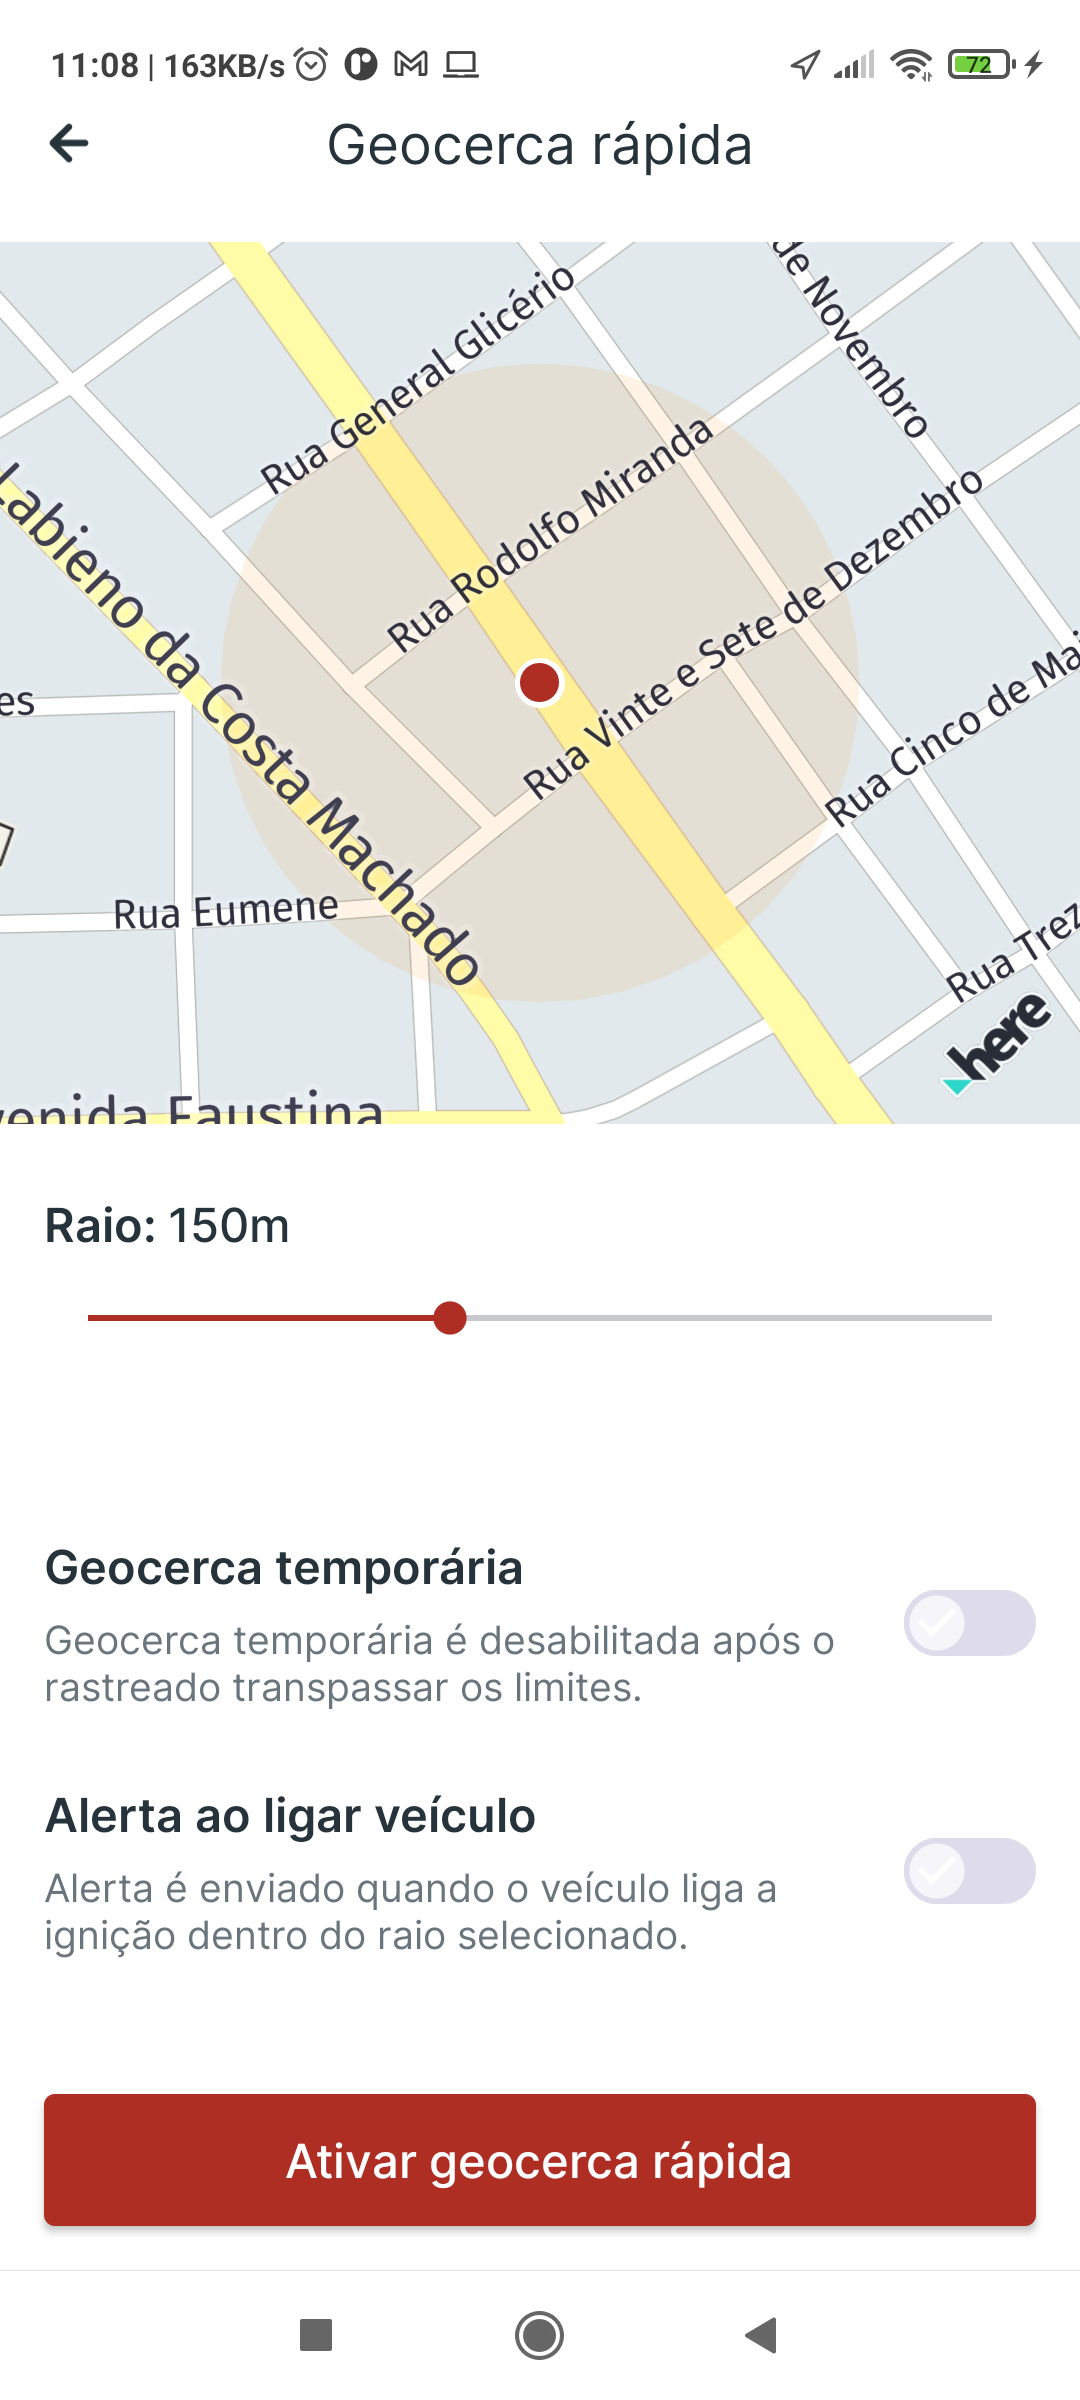 11:08 | 163KB/s
72
Geocerca rápida
de Novembro
Rua General Glicério
Rua Rodolfo Miranda
Labieno da Costa Machado
Rua Vinte e Sete de Dezembro
Rua Cinco de Mai
es
Rua Eumene
Rua Trez
here
venida Faustina
Raio: 150m
Geocerca temporária
Geocerca temporária é desabilitada após o
rastreado transpassar os limites.
Alerta ao ligar veículo
Alerta é enviado quando o veículo liga a
ignição dentro do raio selecionado.
Ativar geocerca rápida